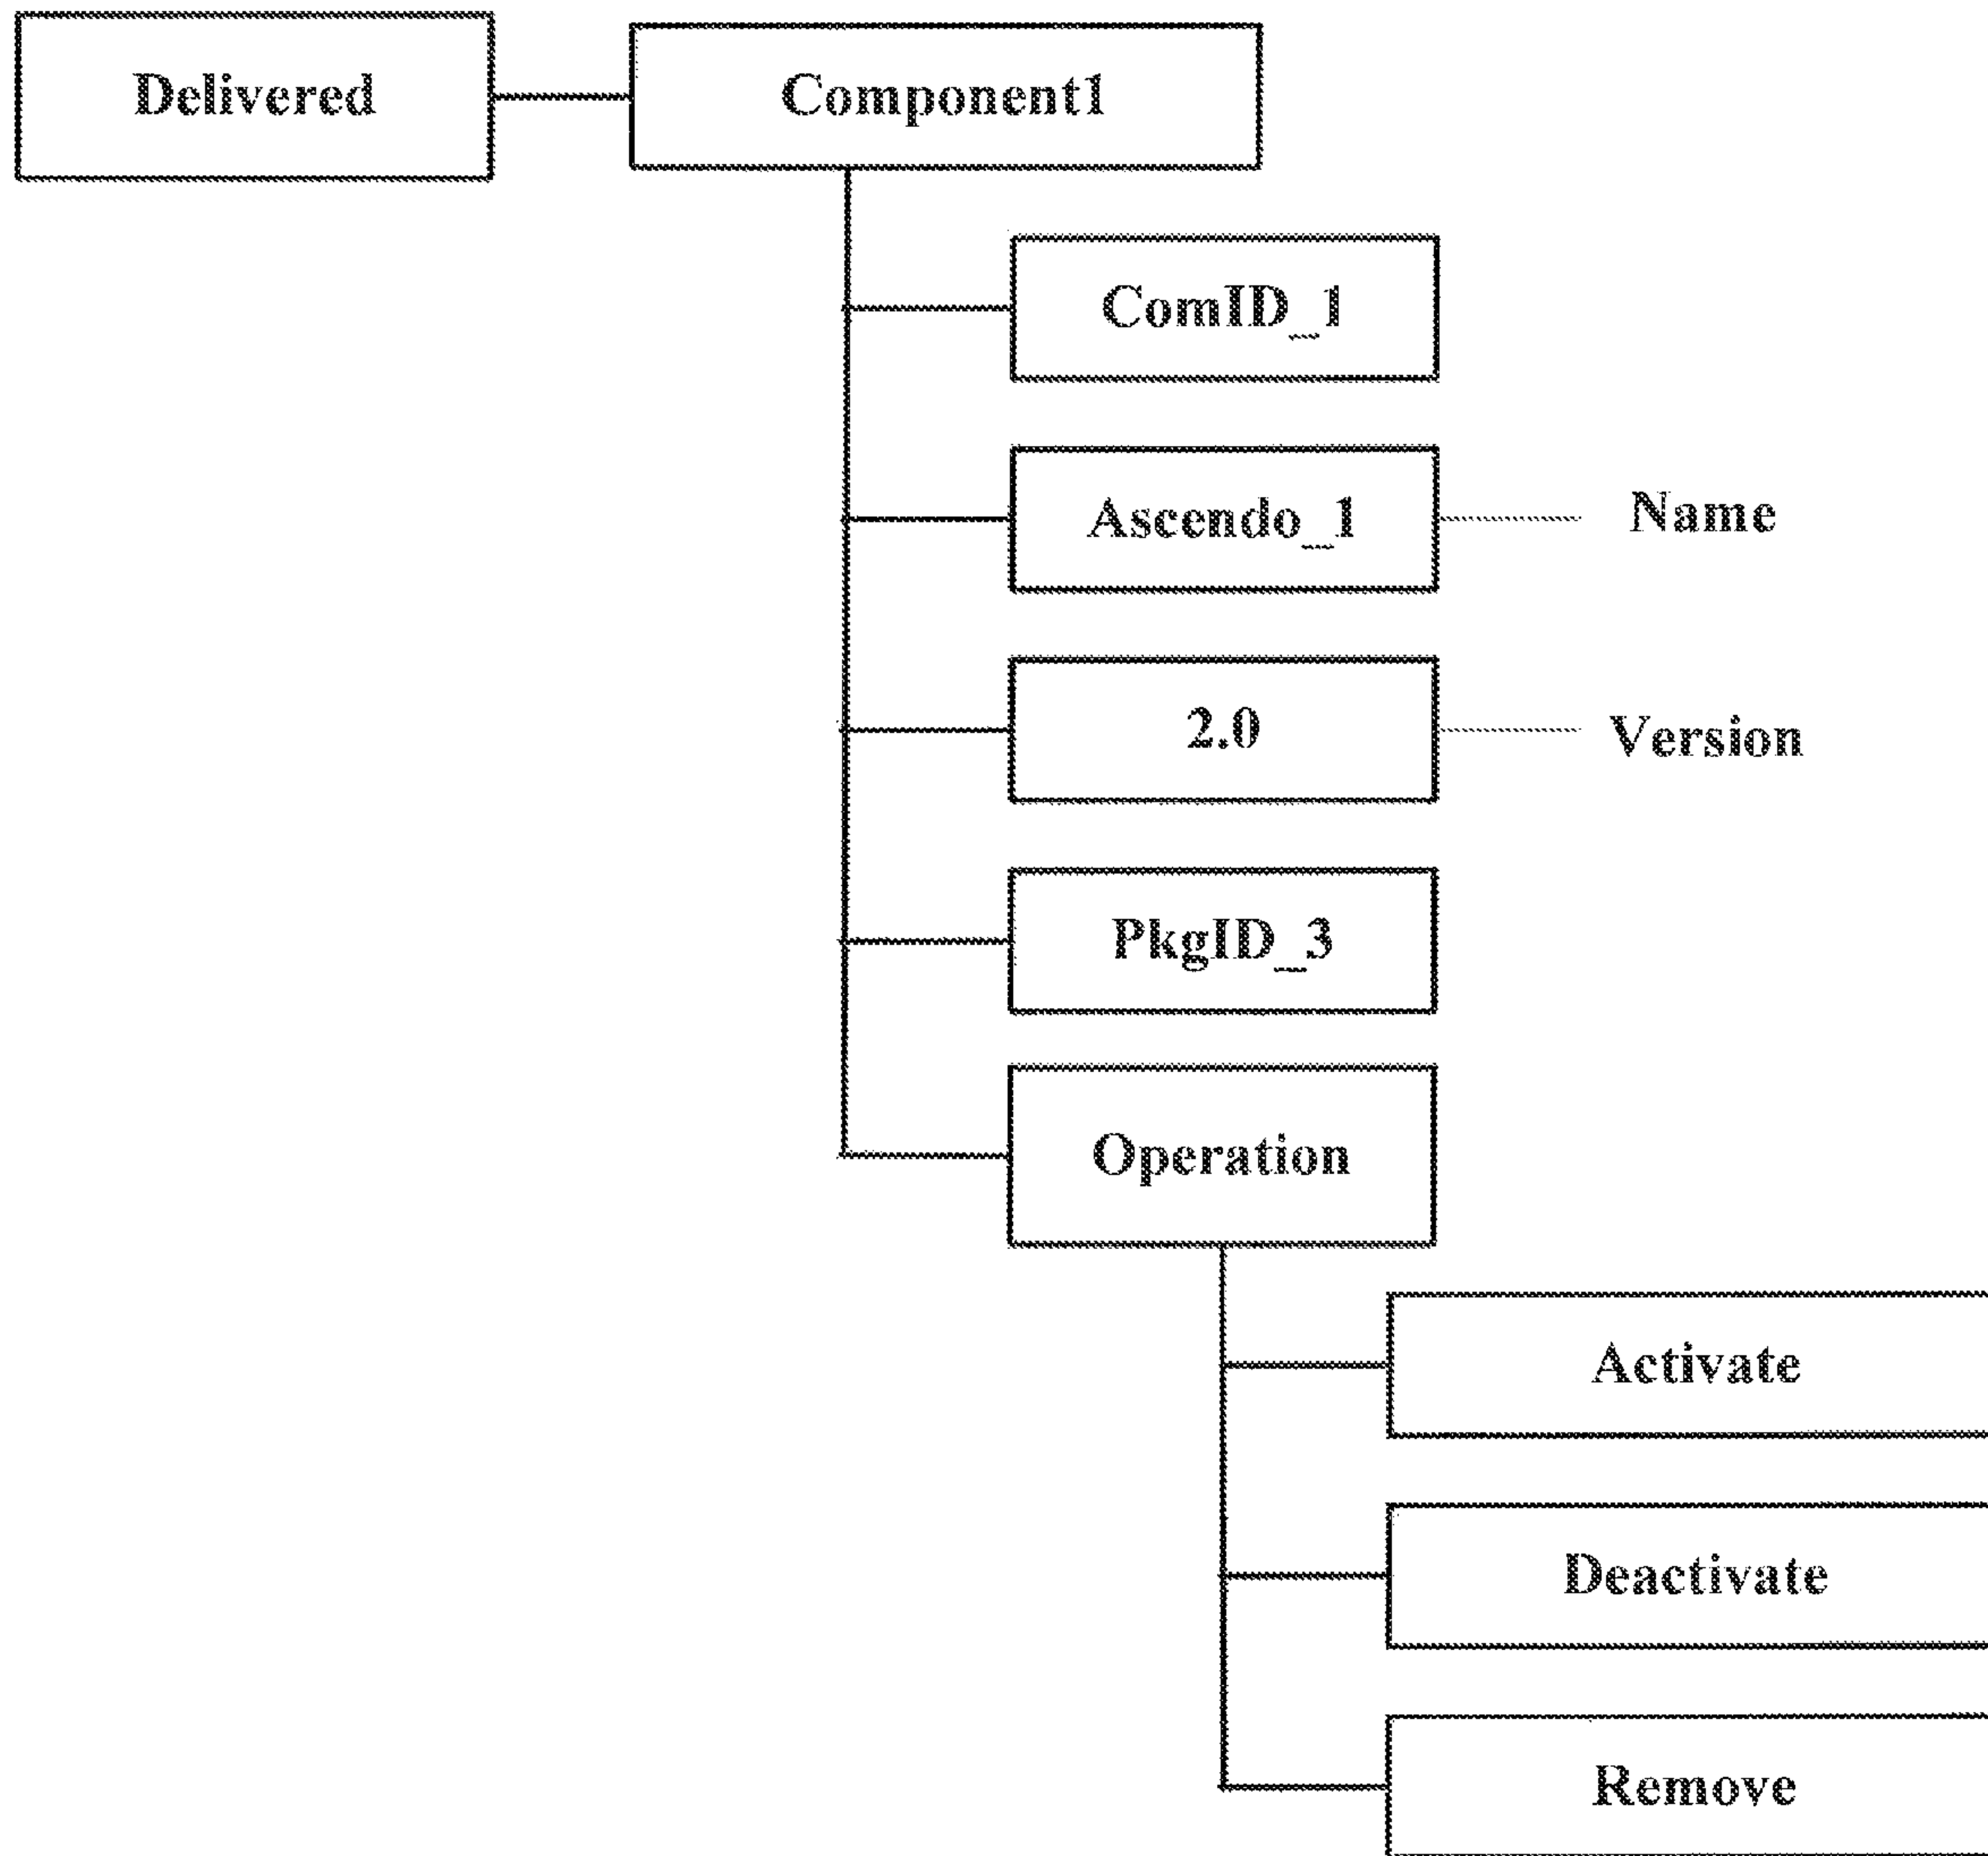 Delivered
Component1
ComID_1
Ascendo_1
Name
2.0
Version
PkgID_3
Operation
Activate
Deactivate
Remove